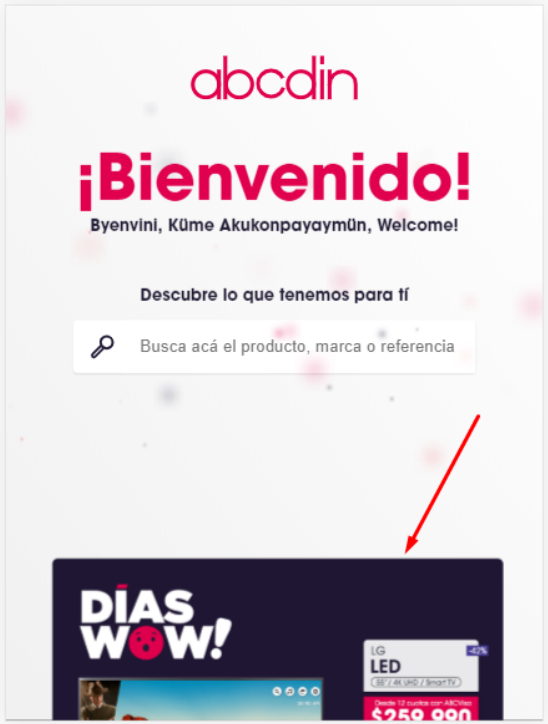 abcdin
¡Bienvenido!
Byenvini, Küme Akukonpayaymün, Welcome!
Descubre lo que tenemos para tí
Busca acá el producto, marca o referencia
DÍAS
WOW!
LG
-42%
LED
55"/ 4K UHD / Smart TV
Desde 12 cuotas con ABCVisa
$259.990